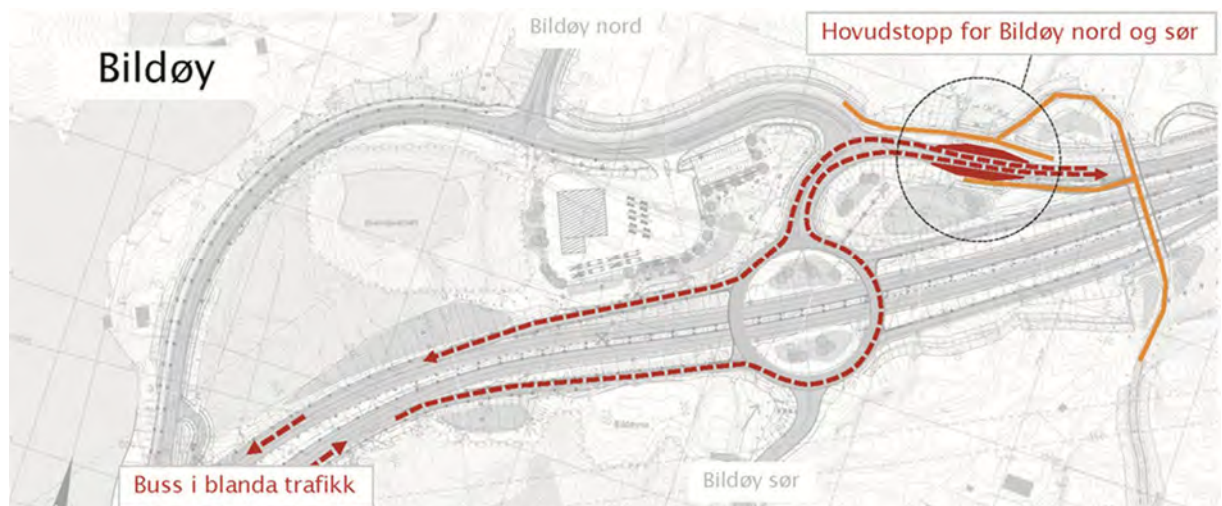 Bildøy nord
Hovudstopp for Bildøy nord og sør
Bildøy
Buss i blanda trafikk
Bildøy sør